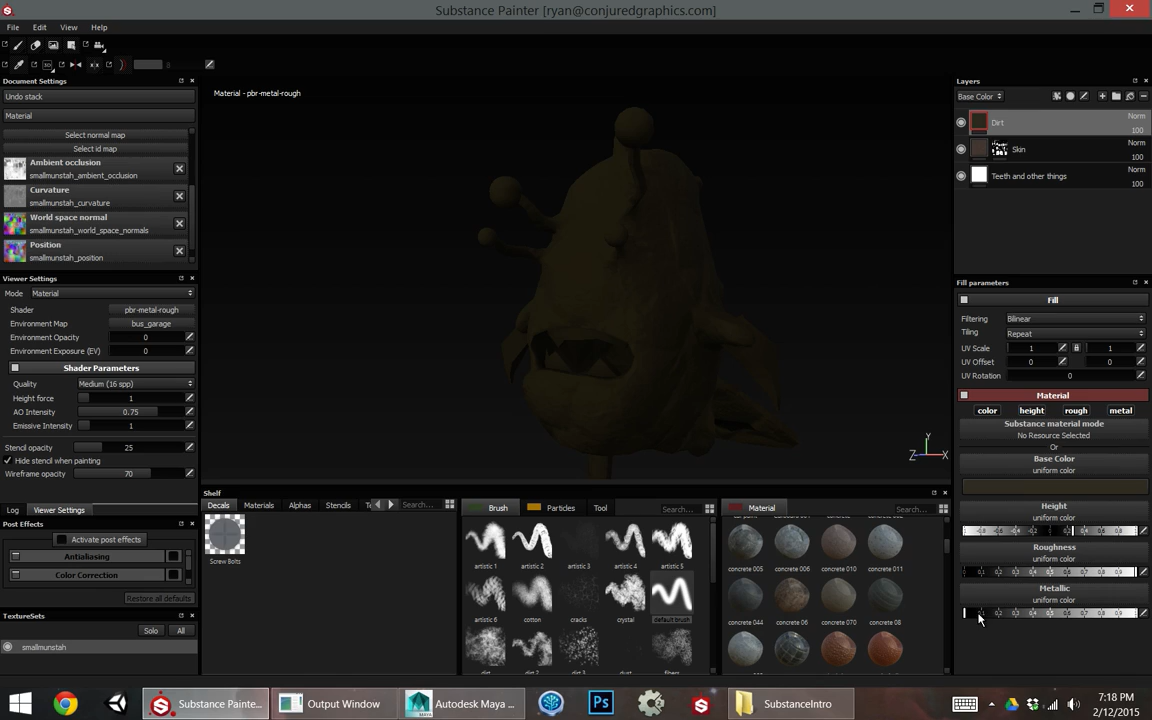 Substance Painter [ryan@conjuredgraphics.com]
File Edit View Help
Document Settings
Undo stack
Material
Select normal map
Select id map
Ambient occlusion
smallmunstah_ambient_occlusion
Curvature
smallmunstah_curvature
World space normal
smallmunstah_world_space_normals
Position
smallmunstah_position
Viewer Settings
Mode Material
Shader pbr-metal-rough
Environment Map bus_garage
Environment Opacity 0
Environment Exposure (EV) 0
Shader Parameters
Quality Medium (16 spp)
Height force 1
AO Intensity 0.75
Emissive Intensity 1
Stencil opacity 25
Hide stencil when painting
Wireframe opacity 70
Log Viewer Settings
Post Effects
Activate post effects
Antialiasing
Color Correction
Restore all defaults
TextureSets
Solo All
smallmunstah
Material - pbr-metal-rough
Y
Z X
Shelf
Decals Materials Alphas Stencils Te Search...
Screw Bolts
Brush Particles Tool Search...
artistic 1 artistic 2 artistic 3 artistic 4 artistic 5
artistic 6 cotton cracks crystal default brush
Material Search...
concrete 005 concrete 006 concrete 010 concrete 011
concrete 044 concrete 06 concrete 070 concrete 08
Layers
Base Color
Dirt Norm
100
Skin Norm
100
Teeth and other things Norm
100
Fill parameters
Fill
Filtering Bilinear
Tiling Repeat
UV Scale 1 1
UV Offset 0 0
UV Rotation 0
Material
color height rough metal
Substance material mode
No Resource Selected
Or
Base Color
uniform color
Height
uniform color
Roughness
uniform color
Metallic
uniform color
Substance Painte... Output Window Autodesk Maya ... SubstanceIntro
7:18 PM
2/12/2015